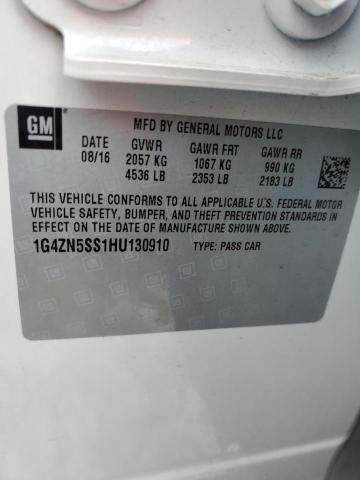 GM
MFD BY GENERAL MOTORS LLC
DATE GVWR GAWR FRT GAWR RR
08/16 2057 KG 1067 KG 990 KG
4536 LB 2353 LB 2183 LB
THIS VEHICLE CONFORMS TO ALL APPLICABLE U.S. FEDERAL MOTOR
VEHICLE SAFETY, BUMPER, AND THEFT PREVENTION STANDARDS
IN EFFECT ON THE DATE OF MANUFACTURE SHOWN ABOVE.
1G4ZN5SS1HU130910 TYPE: PASS CAR